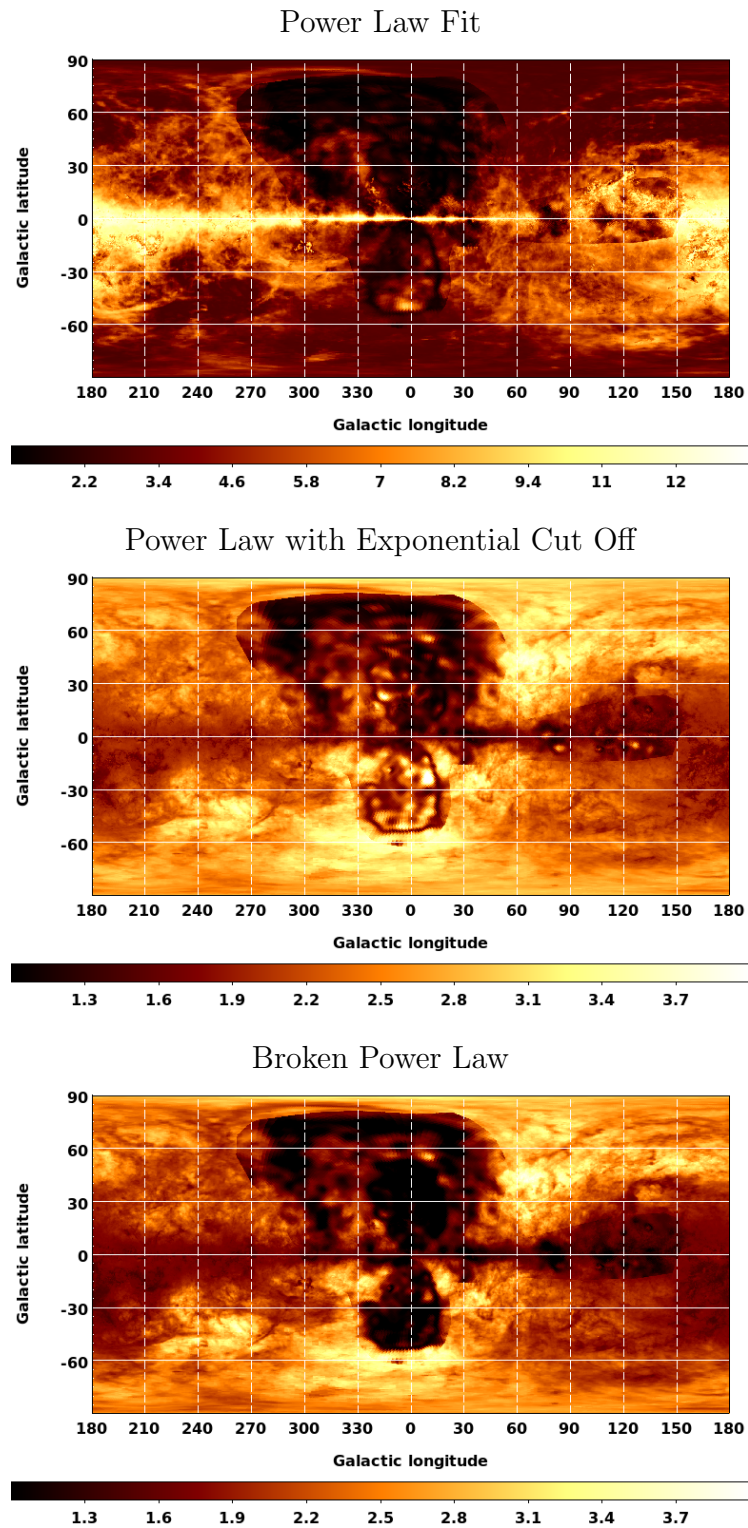 Power Law Fit
90
60
30
0
-30
-60
Galactic latitude
180 210 240 270 300 330 0 30 60 90 120 150 180
Galactic longitude
2.2 3.4 4.6 5.8 7 8.2 9.4 11 12
Power Law with Exponential Cut Off
90
60
30
0
-30
-60
Galactic latitude
180 210 240 270 300 330 0 30 60 90 120 150 180
Galactic longitude
1.3 1.6 1.9 2.2 2.5 2.8 3.1 3.4 3.7
Broken Power Law
90
60
30
0
-30
-60
Galactic latitude
180 210 240 270 300 330 0 30 60 90 120 150 180
Galactic longitude
1.3 1.6 1.9 2.2 2.5 2.8 3.1 3.4 3.7